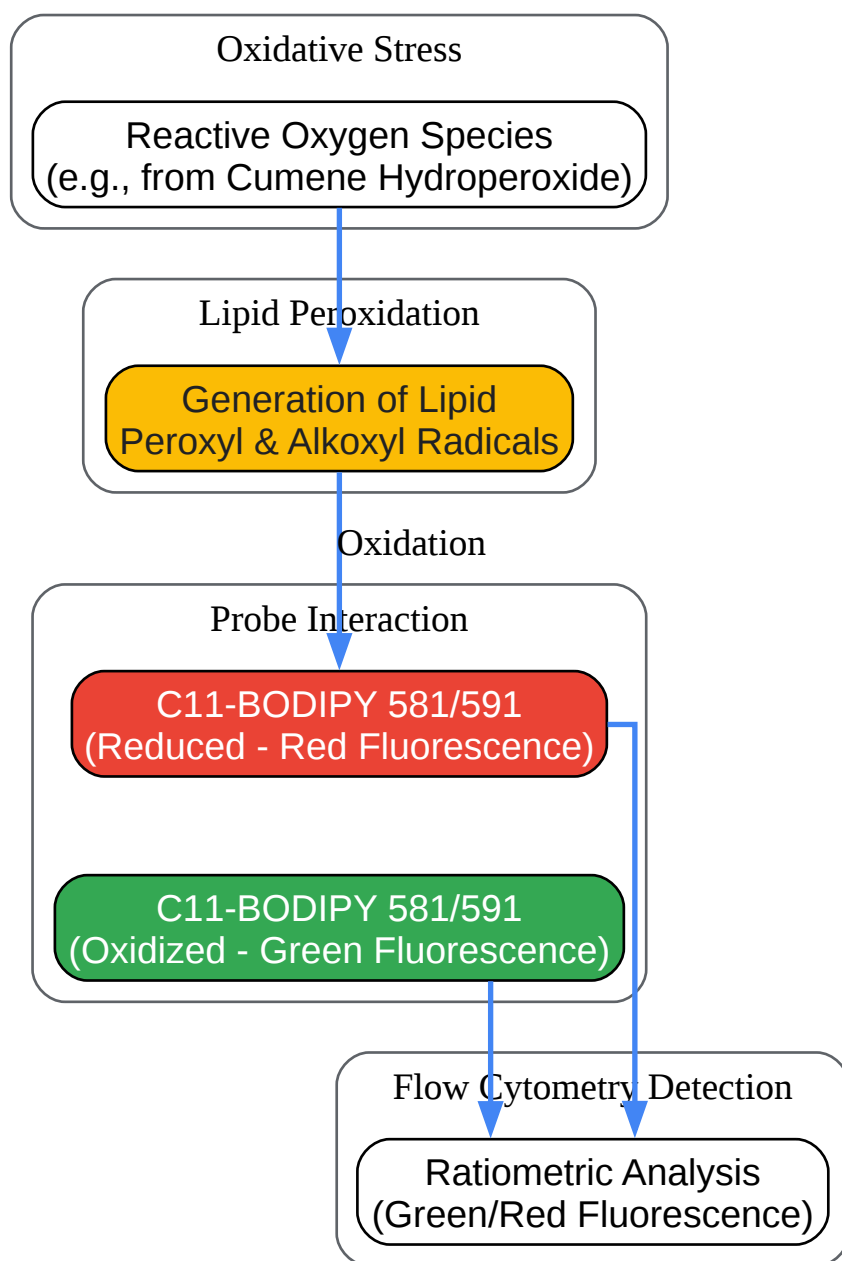 Oxidative Stress
Reactive Oxygen Species
(e.g., from Cumene Hydroperoxide)
Lipid Peroxidation
Generation of Lipid
Peroxyl & Alkoxyl Radicals
Oxidation
Probe Interaction
C11-BODIPY 581/591
(Reduced - Red Fluorescence)
C11-BODIPY 581/591
(Oxidized - Green Fluorescence)
Flow Cytometry Detection
Ratiometric Analysis
(Green/Red Fluorescence)